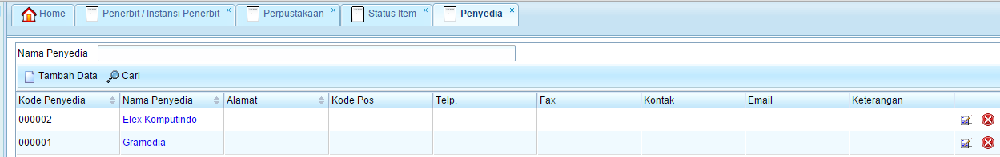 Home Penerbit / Instansi Penerbit Perpustakaan Status Item Penyedia
Nama Penyedia
Tambah Data Cari
Kode Penyedia Nama Penyedia Alamat Kode Pos Telp. Fax Kontak Email Keterangan
000002 Elex Komputindo
000001 Gramedia